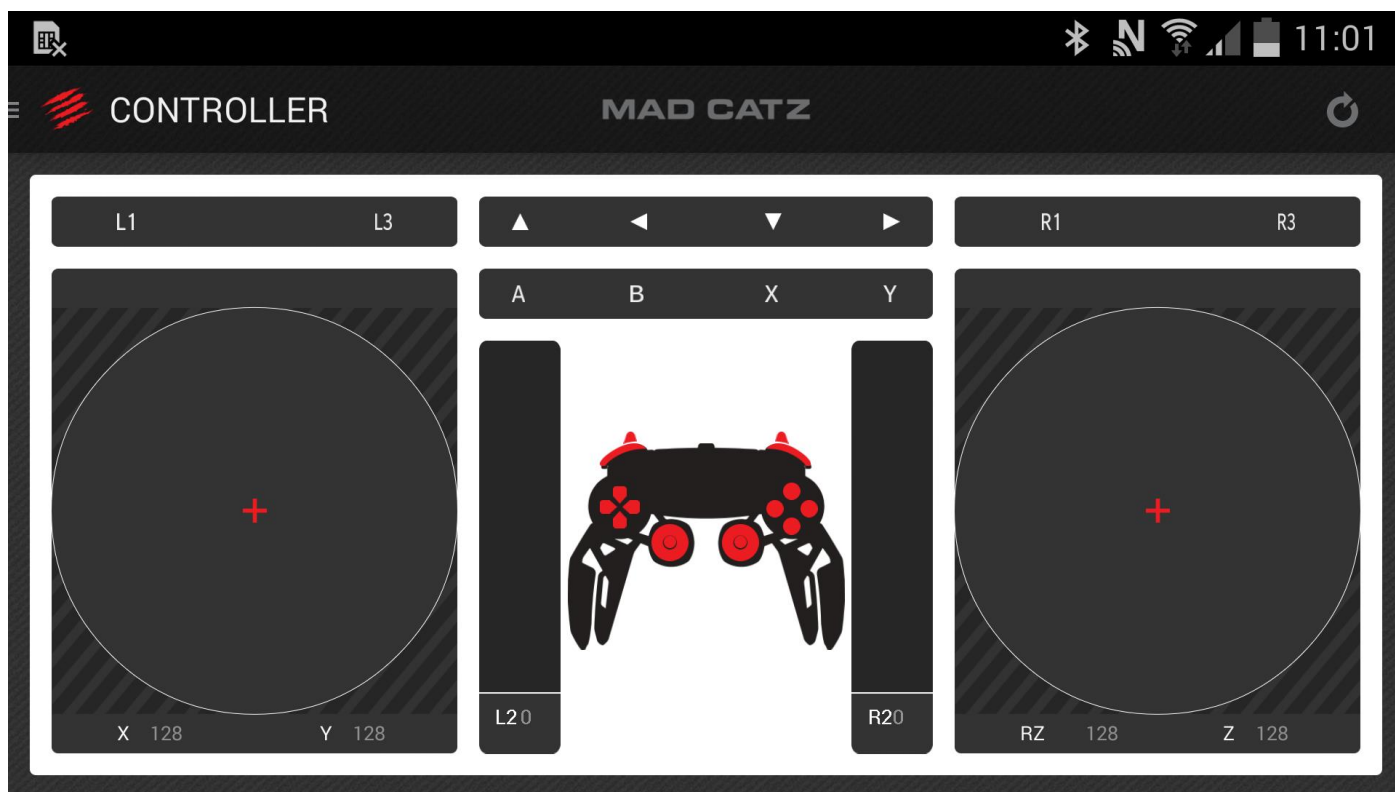 11:01
CONTROLLER MAD CATZ
L1 L3 ▲ ◀ ▼ ▶ R1 R3
A B X Y
L2 0 R2 0
X 128 Y 128 RZ 128 Z 128